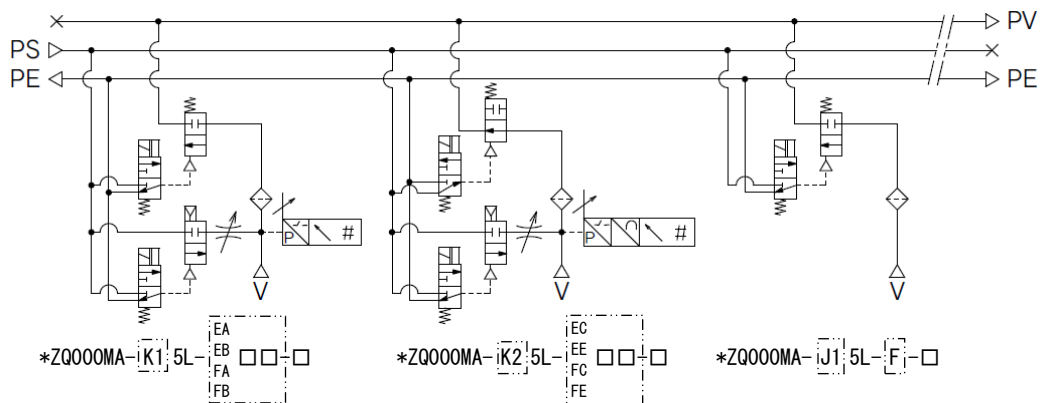 PV
PS
PE
PE
P #
P #
V
V
V
*ZQ000MA-K1 5L-EA EB FA FB □□-□
*ZQ000MA-K2 5L-EC EE FC FE □□-□
*ZQ000MA-J1 5L-F-□